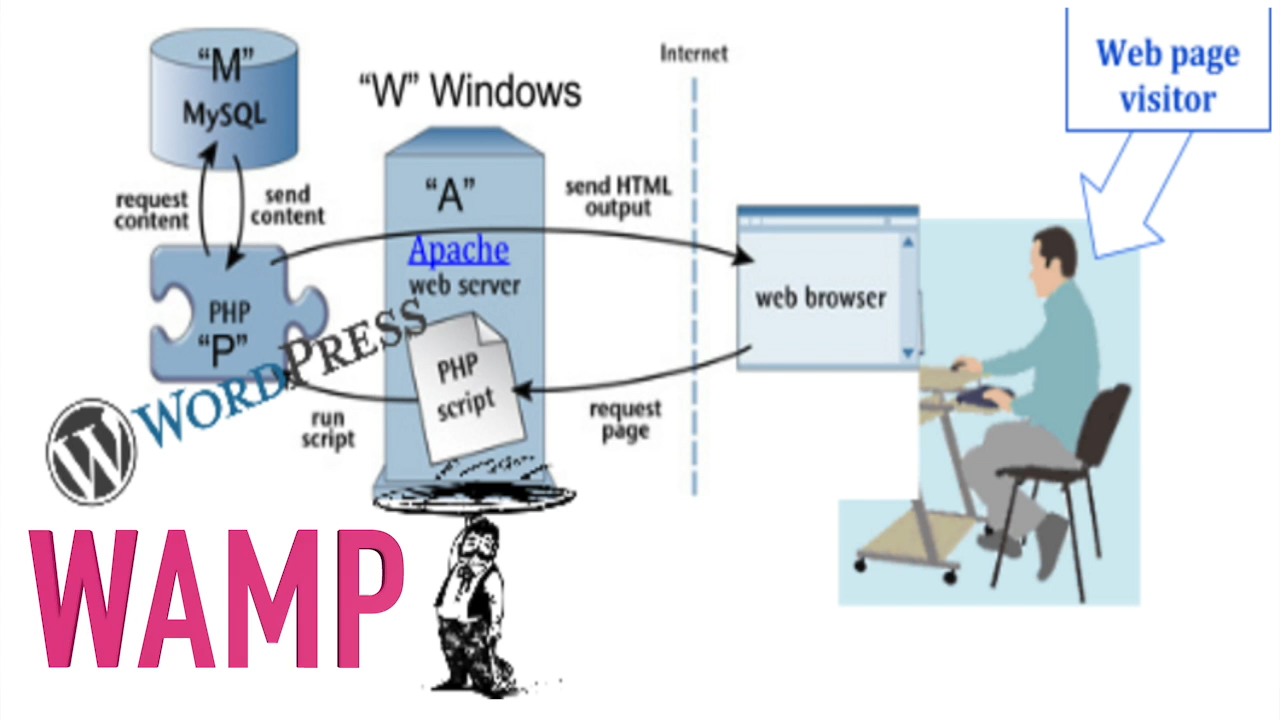 “M”
MySQL
“W” Windows
Internet
Web page
visitor
request
content
send
content
“A”
Apache
web server
send HTML
output
PHP
“P”
web browser
WORDPRESS
W
PHP
script
run
script
request
page
WAMP